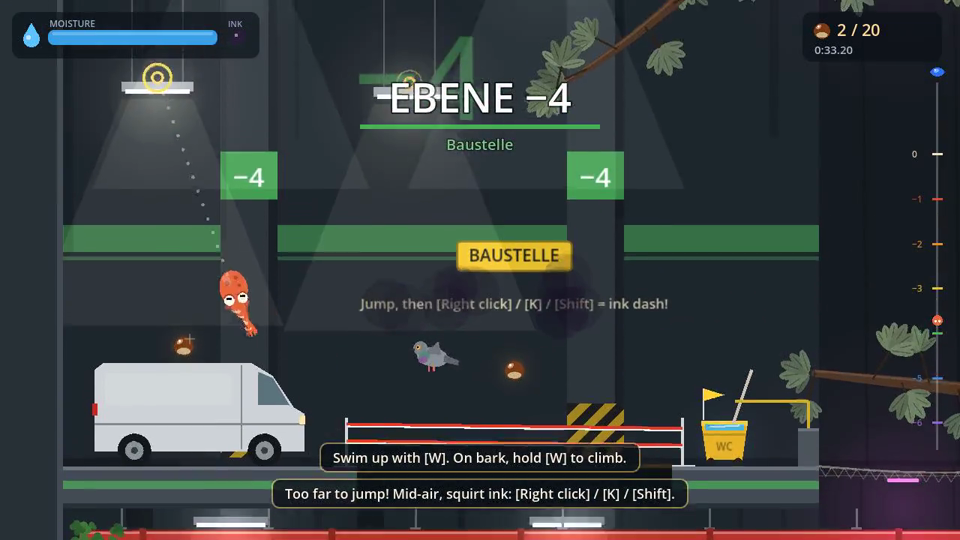 MOISTURE
INK
2 / 20
0:33.20
−4
EBENE −4
Baustelle
0
−4
−4
−1
−2
BAUSTELLE
−3
Jump, then [Right click] / [K] / [Shift] = ink dash!
−5
−6
WC
Swim up with [W]. On bark, hold [W] to climb.
Too far to jump! Mid-air, squirt ink: [Right click] / [K] / [Shift].